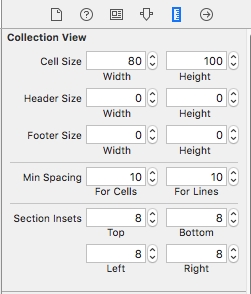 Collection View
Cell Size 80 100
Width Height
Header Size 0 0
Width Height
Footer Size 0 0
Width Height
Min Spacing 10 10
For Cells For Lines
Section Insets 8 8
Top Bottom
8 8
Left Right